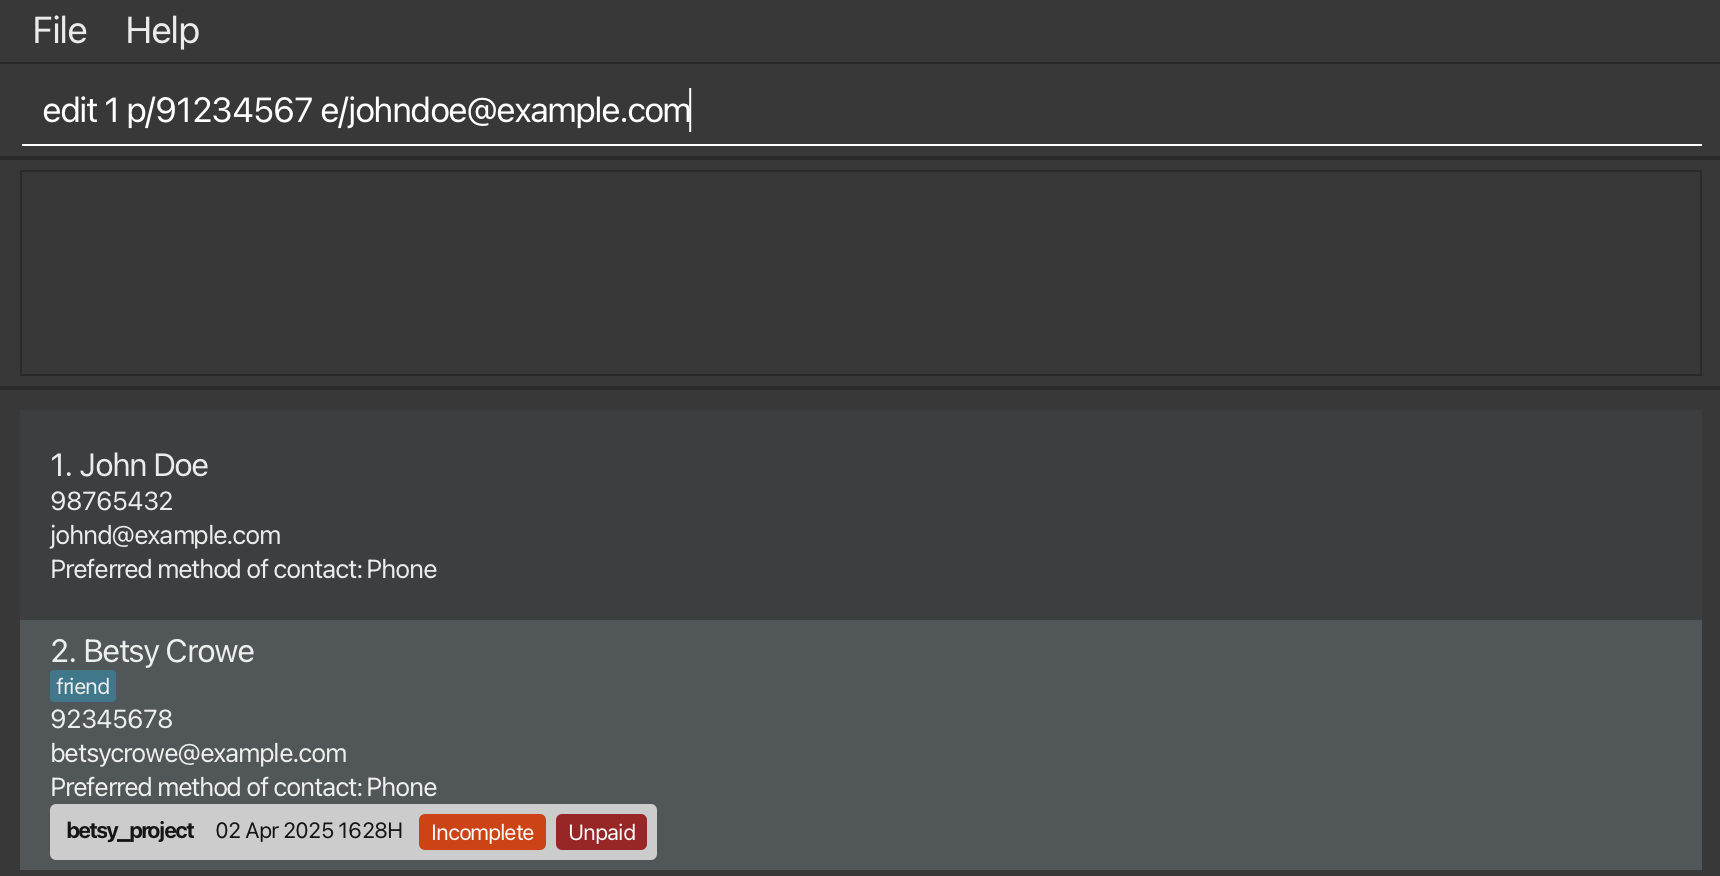 File Help
edit 1 p/91234567 e/johndoe@example.com
1. John Doe
98765432
johnd@example.com
Preferred method of contact: Phone
2. Betsy Crowe
friend
92345678
betsycrowe@example.com
Preferred method of contact: Phone
betsy_project 02 Apr 2025 1628H Incomplete Unpaid